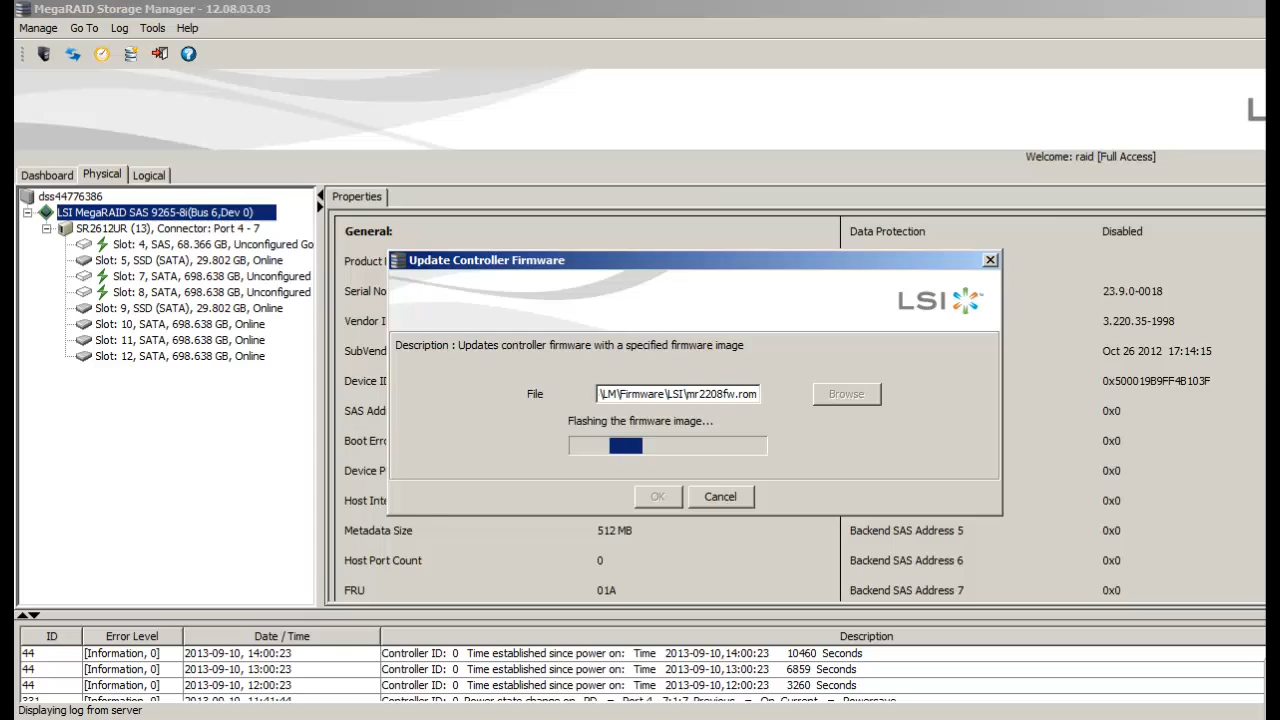 MegaRAID Storage Manager - 12.08.03.03
Manage Go To Log Tools Help
Welcome: raid [Full Access]
Dashboard Physical Logical
dss44776386
LSI MegaRAID SAS 9265-8i(Bus 6,Dev 0)
SR2612UR (13), Connector: Port 4 - 7
Slot: 4, SAS, 68.366 GB, Unconfigured Go
Slot: 5, SSD (SATA), 29.802 GB, Online
Slot: 7, SATA, 698.638 GB, Unconfigured
Slot: 8, SATA, 698.638 GB, Unconfigured
Slot: 9, SSD (SATA), 29.802 GB, Online
Slot: 10, SATA, 698.638 GB, Online
Slot: 11, SATA, 698.638 GB, Online
Slot: 12, SATA, 698.638 GB, Online
Properties
General:
Data Protection Disabled
Serial No 23.9.0-0018
Vendor I 3.220.35-1998
SubVend Oct 26 2012 17:14:15
Device ID 0x500019B9FF4B103F
SAS Add 0x0
Boot Erro 0x0
Device P 0x0
Host Inte 0x0
Metadata Size 512 MB Backend SAS Address 5 0x0
Host Port Count 0 Backend SAS Address 6 0x0
FRU 01A Backend SAS Address 7 0x0
Update Controller Firmware
LSI
Description : Updates controller firmware with a specified firmware image
File \LM\Firmware\LSI\mr2208fw.rom Browse
Flashing the firmware image...
OK Cancel
ID Error Level Date / Time Description
44 [Information, 0] 2013-09-10, 14:00:23 Controller ID: 0 Time established since power on: Time 2013-09-10,14:00:23 10460 Seconds
44 [Information, 0] 2013-09-10, 13:00:23 Controller ID: 0 Time established since power on: Time 2013-09-10,13:00:23 6859 Seconds
44 [Information, 0] 2013-09-10, 12:00:23 Controller ID: 0 Time established since power on: Time 2013-09-10,12:00:23 3260 Seconds
Displaying log from server